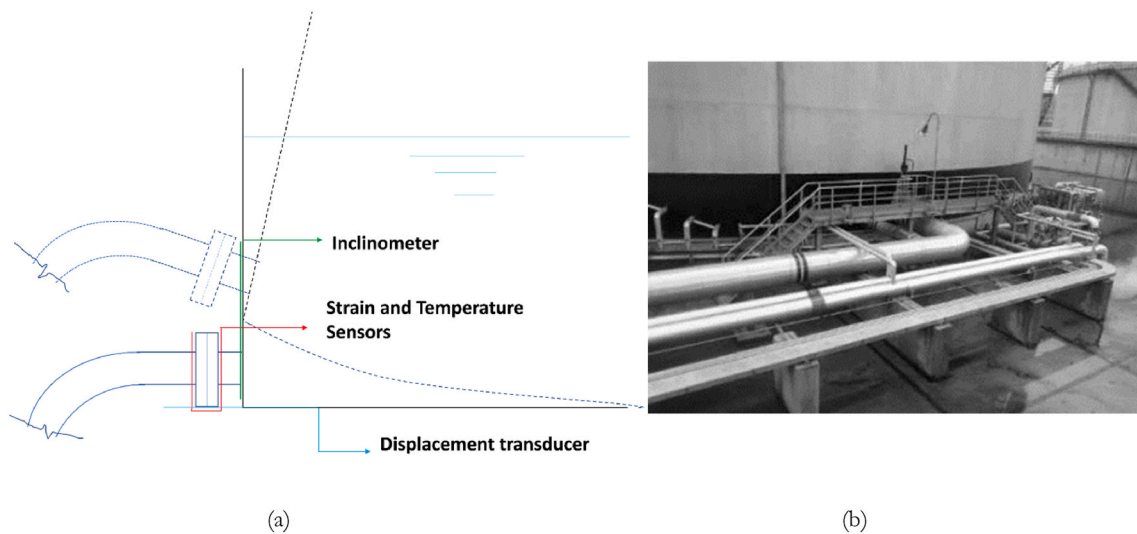 Inclinometer
Strain and Temperature
Sensors
Displacement transducer
(a)
(b)